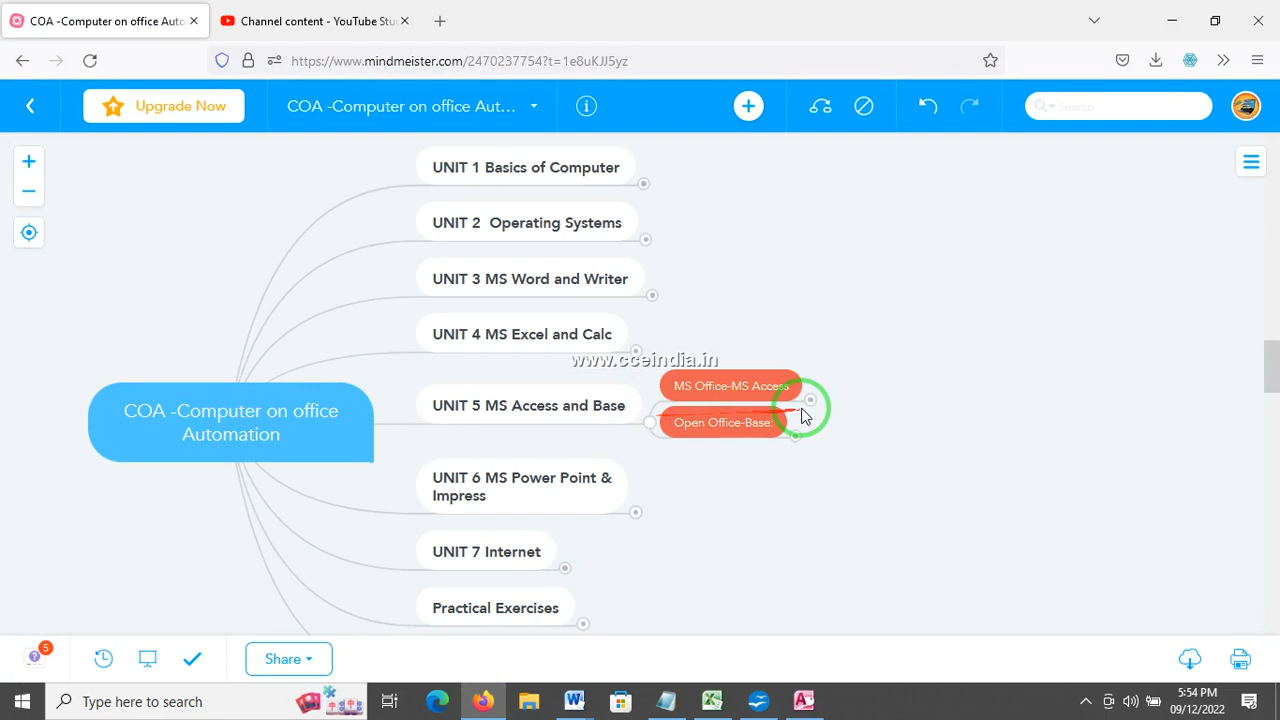 COA -Computer on office Auto
Channel content - YouTube Stu
https://www.mindmeister.com/2470237754?t=1e8uKJJ5yz
Upgrade Now
COA -Computer on office Aut...
Search
UNIT 1 Basics of Computer
UNIT 2 Operating Systems
UNIT 3 MS Word and Writer
UNIT 4 MS Excel and Calc
www.cceindia.in
MS Office-MS Access
UNIT 5 MS Access and Base
Open Office-Base:
COA -Computer on office
Automation
UNIT 6 MS Power Point &
Impress
UNIT 7 Internet
Practical Exercises
5
Share
Type here to search
5:54 PM
09/12/2022